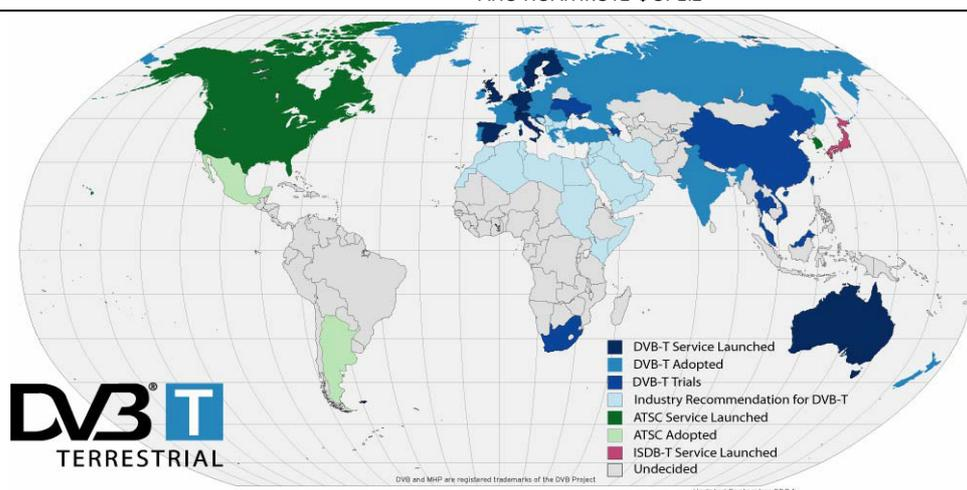 DVB-T Service Launched
DVB-T Adopted
DVB-T Trials
Industry Recommendation for DVB-T
ATSC Service Launched
ATSC Adopted
ISDB-T Service Launched
Undecided
DVB® T
TERRESTRIAL
DVB and MHP are registered trademarks of the DVB Project